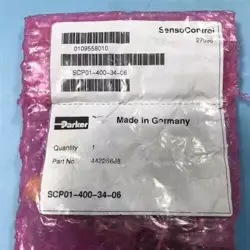 SensoControl
0109558010
SCP01-400-34-06
Parker
Made in Germany
Quantity 1
Part No.
SCP01-400-34-06